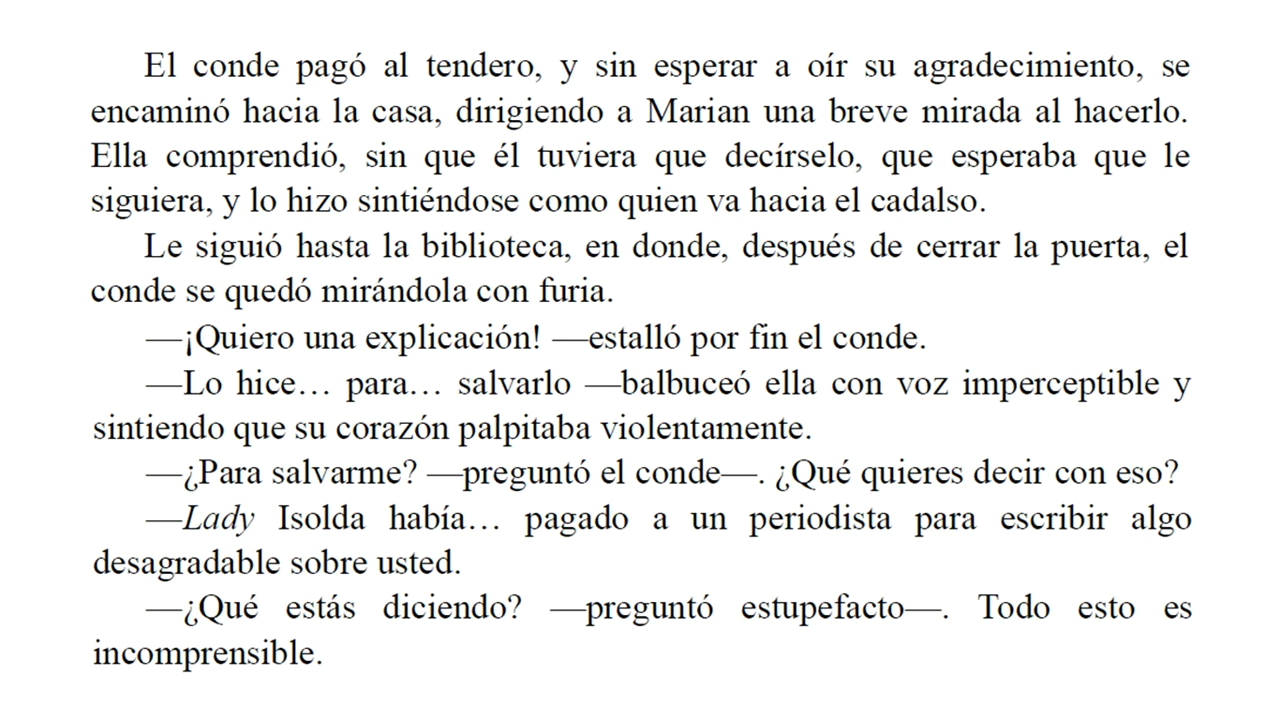 El conde pagó al tendero, y sin esperar a oír su agradecimiento, se
encaminó hacia la casa, dirigiendo a Marian una breve mirada al hacerlo.
Ella comprendió, sin que él tuviera que decírselo, que esperaba que le
siguiera, y lo hizo sintiéndose como quien va hacia el cadalso.
Le siguió hasta la biblioteca, en donde, después de cerrar la puerta, el
conde se quedó mirándola con furia.
—¡Quiero una explicación! —estalló por fin el conde.
—Lo hice… para… salvarlo —balbuceó ella con voz imperceptible y
sintiendo que su corazón palpitaba violentamente.
—¿Para salvarme? —preguntó el conde—. ¿Qué quieres decir con eso?
—Lady Isolda había… pagado a un periodista para escribir algo
desagradable sobre usted.
—¿Qué estás diciendo? —preguntó estupefacto—. Todo esto es
incomprensible.